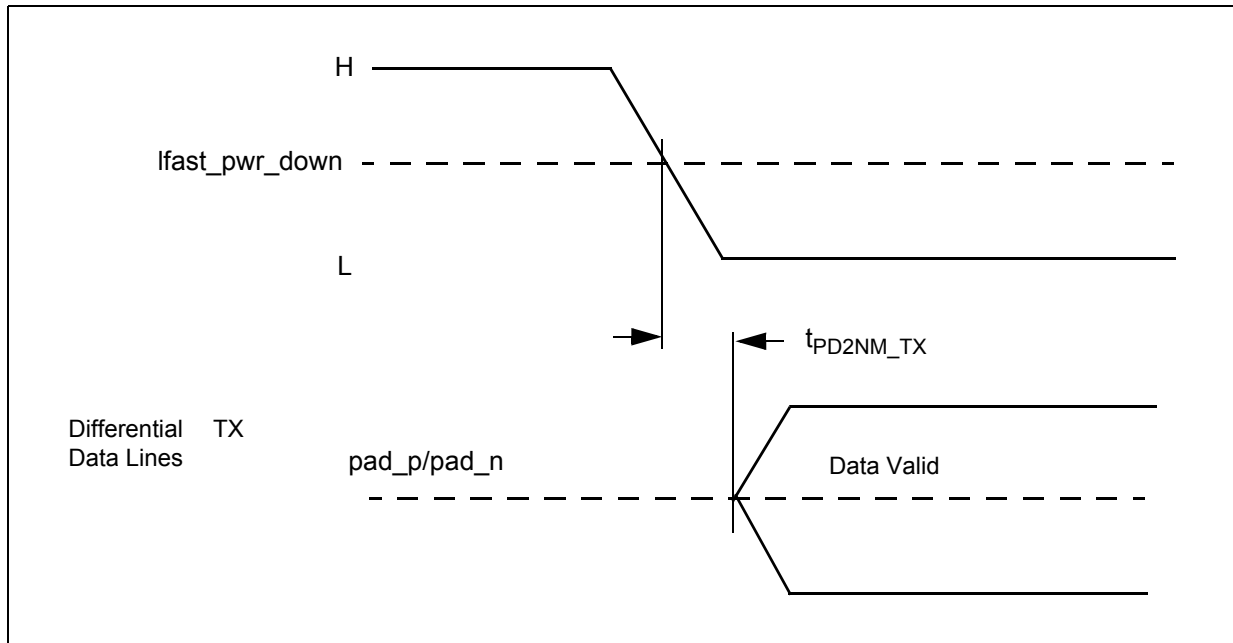 H
lfast_pwr_down
L
tPD2NM_TX
Differential TX
Data Lines
pad_p/pad_n
Data Valid